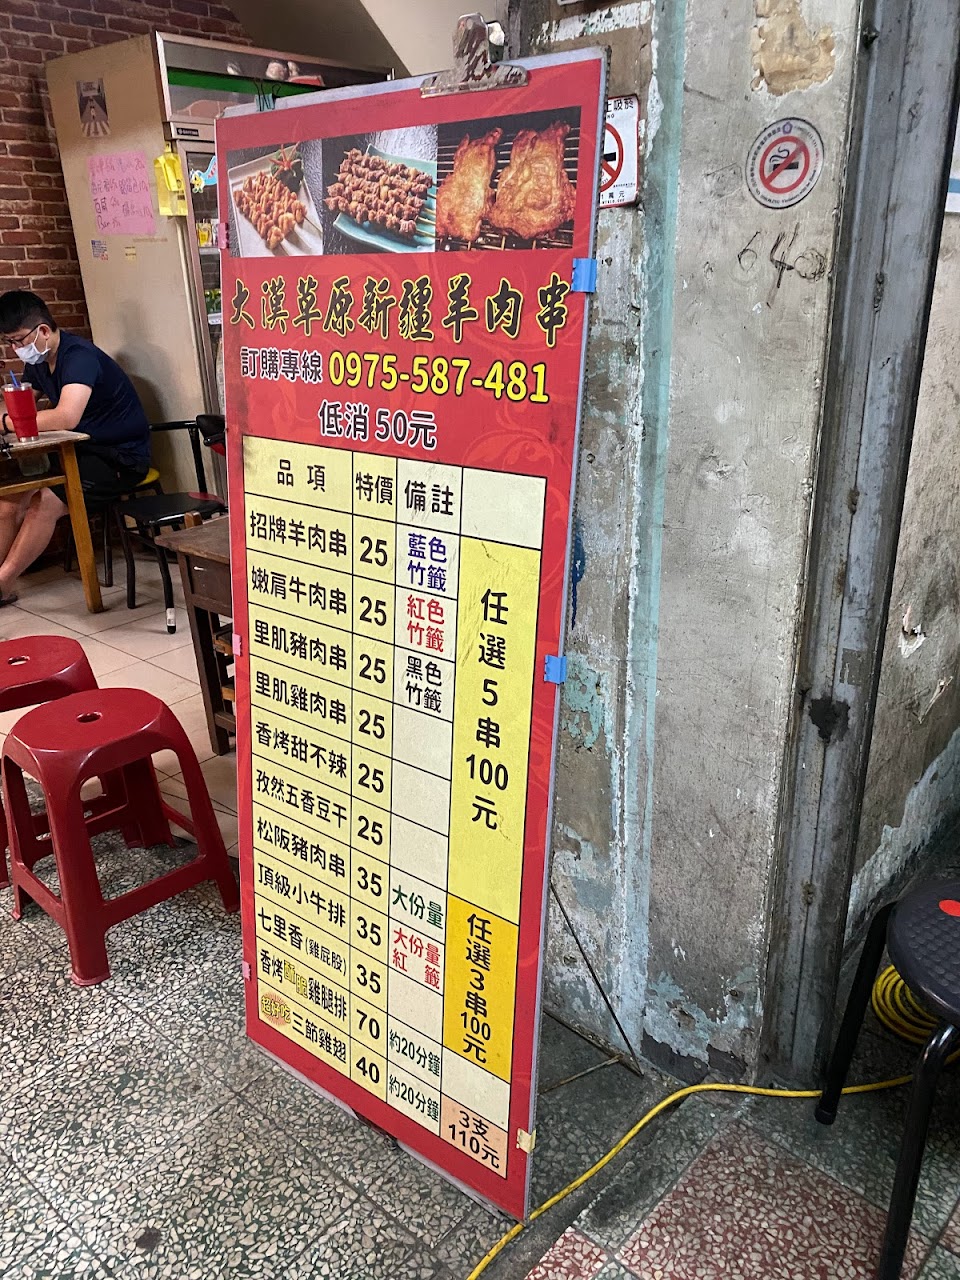 大漠草原新疆羊肉串
訂購專線 0975-587-481
低消 50元
品項 特價 備註
招牌羊肉串 25 藍色竹籤
嫩肩牛肉串 25 紅色竹籤
里肌豬肉串 25 黑色竹籤
里肌雞肉串 25
香烤甜不辣 25
孜然五香豆干 25
任選5串100元
松阪豬肉串 35 大份量
頂級小牛排 35 大份量紅籤
七里香(雞屁股) 35
任選3串100元
香烤酥脆雞腿排 70 約20分鐘
超好吃 三節雞翅 40 約20分鐘 3支110元
640